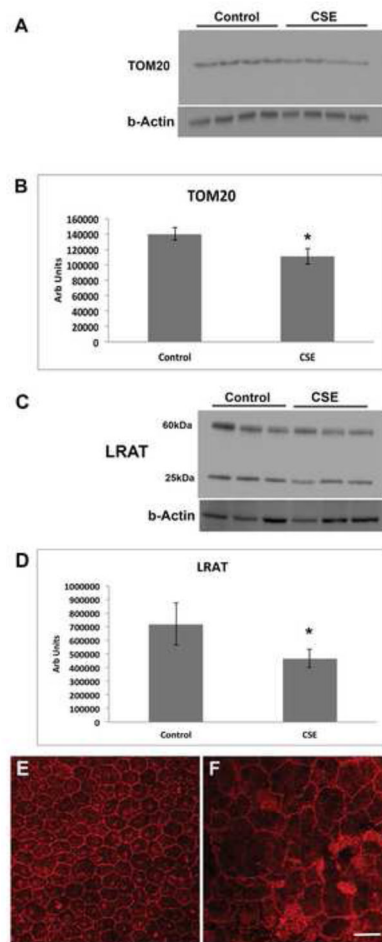 A
Control CSE
TOM20
b-Actin
B
TOM20
160000
140000
120000
100000
80000
60000
40000
20000
0
Arb Units
*
Control CSE
C
Control CSE
60kDa
LRAT
25kDa
b-Actin
D
LRAT
1000000
900000
800000
700000
600000
500000
400000
300000
200000
100000
0
Arb Units
*
Control CSE
E F